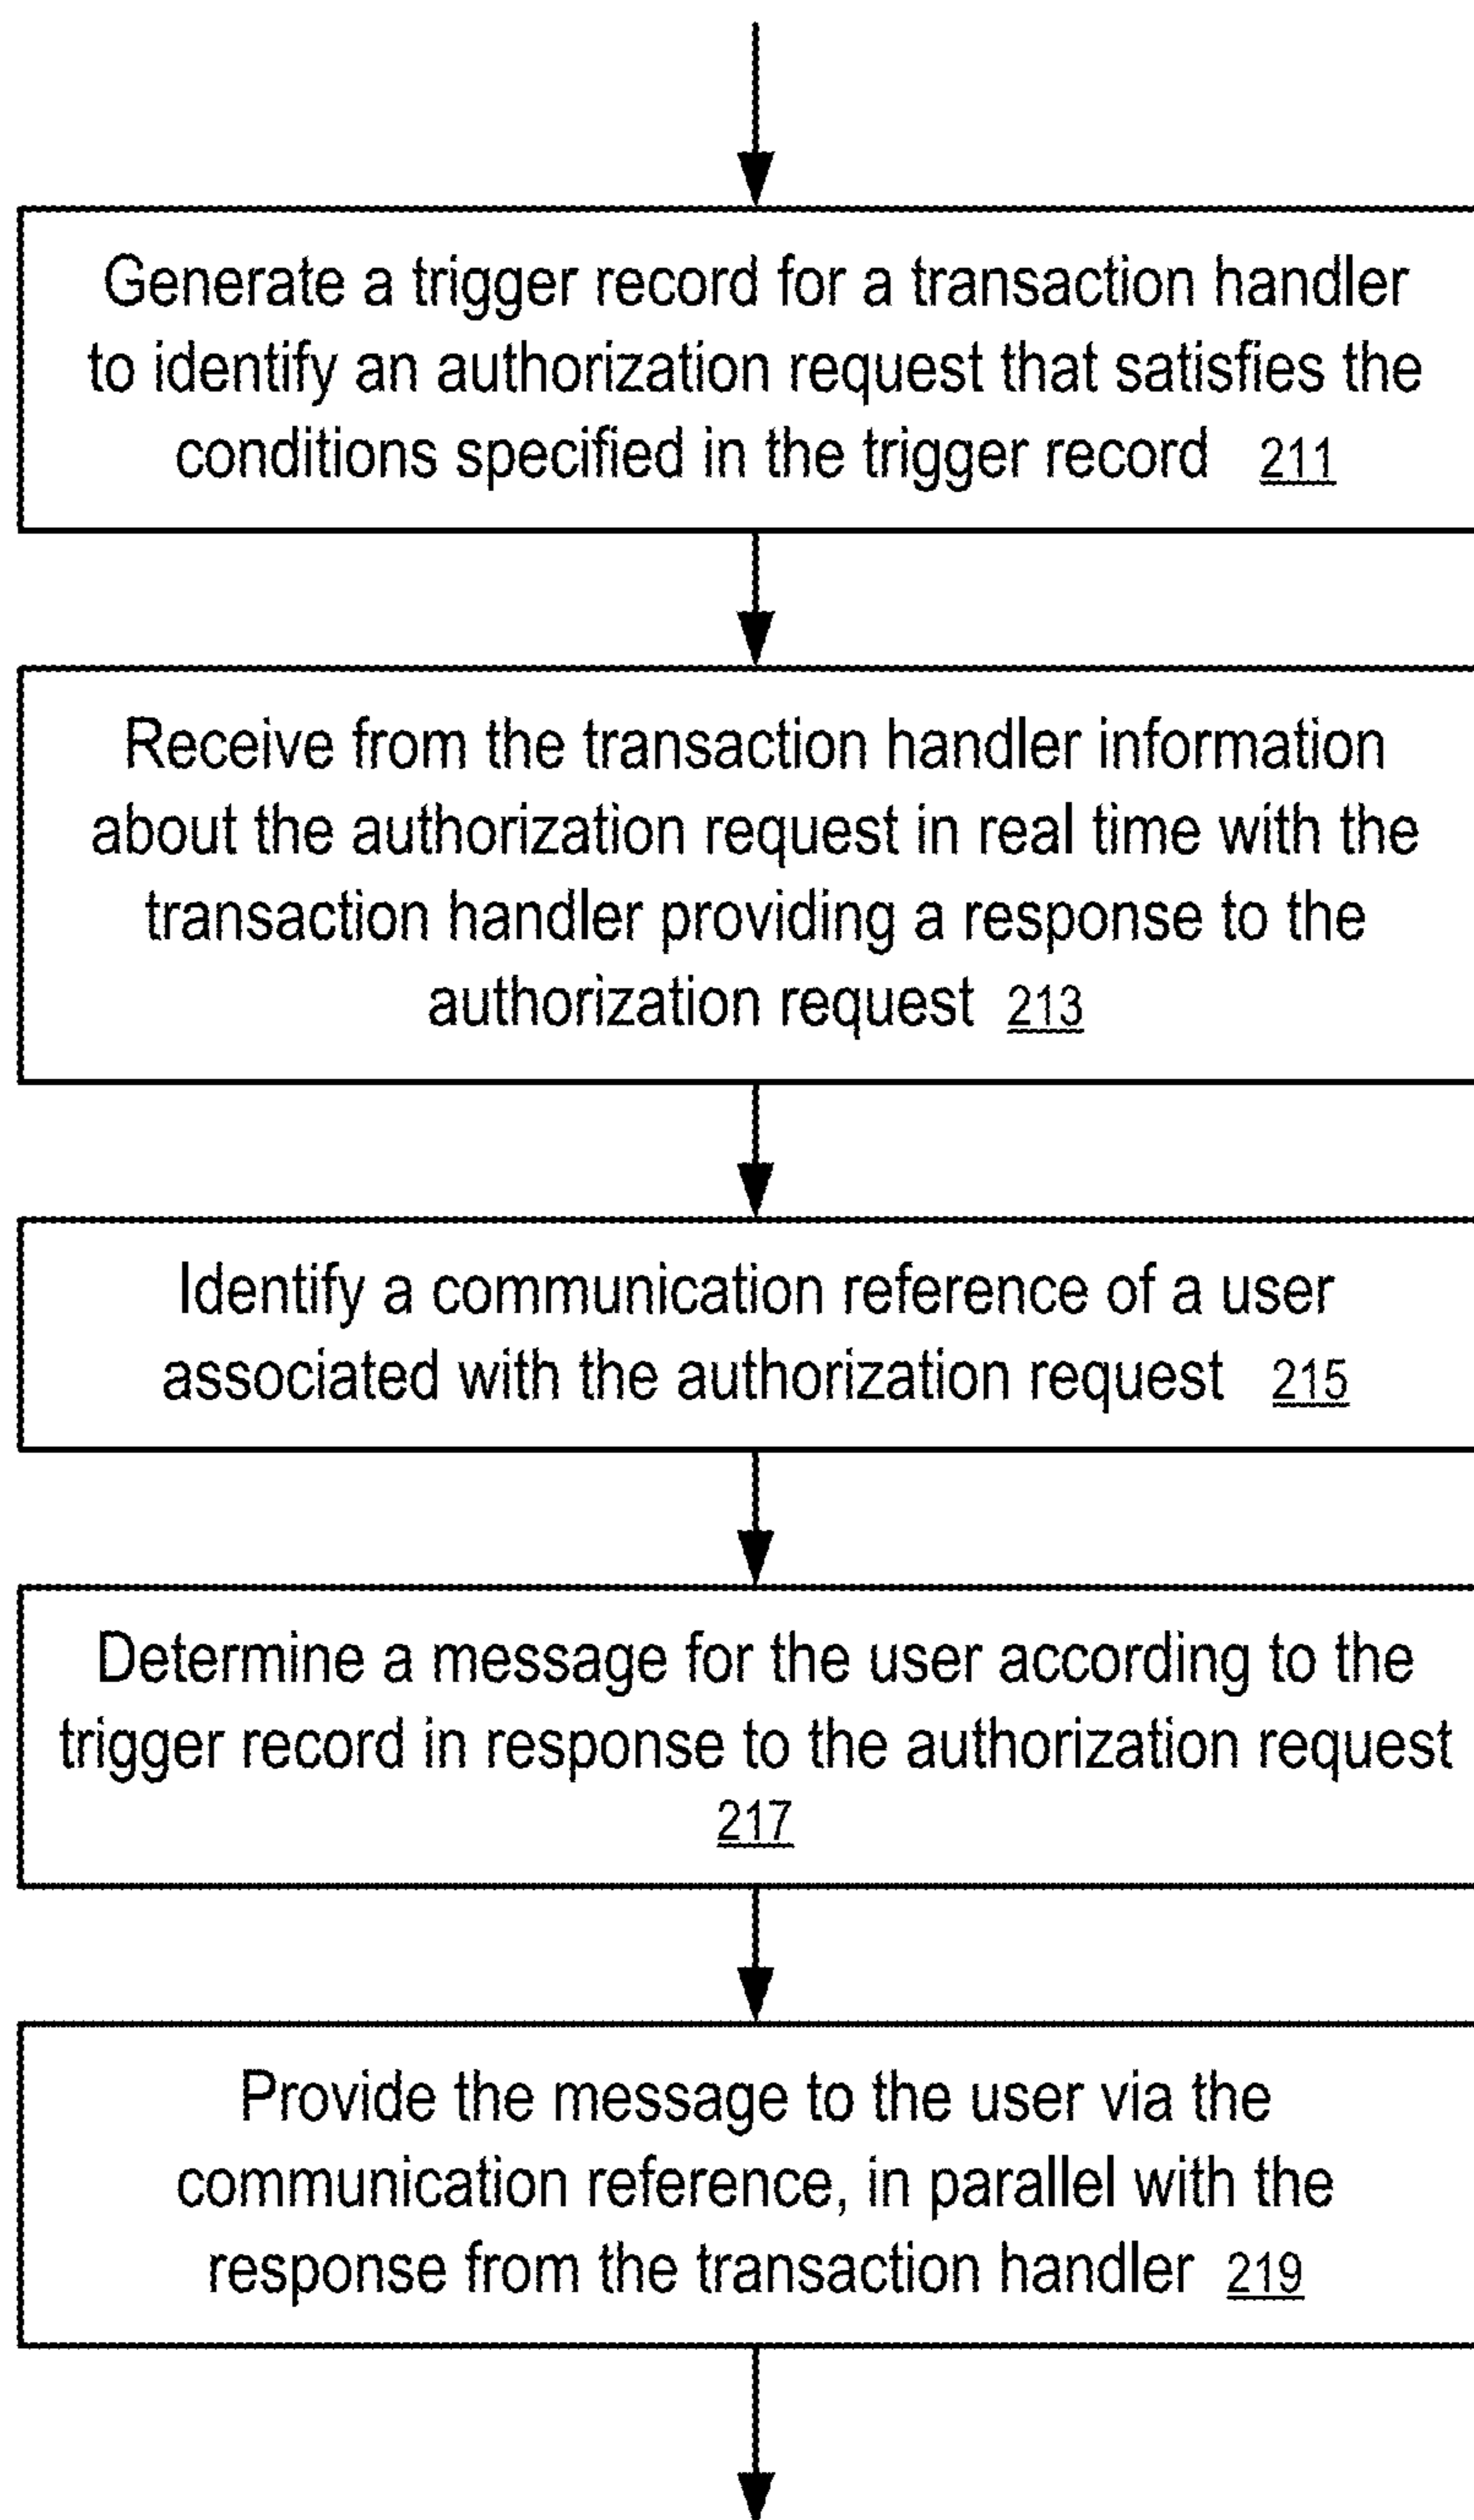 Generate a trigger record for a transaction handler
to identify an authorization request that satisfies the
conditions specified in the trigger record 211
Receive from the transaction handler information
about the authorization request in real time with the
transaction handler providing a response to the
authorization request 213
Identify a communication reference of a user
associated with the authorization request 215
Determine a message for the user according to the
trigger record in response to the authorization request
217
Provide the message to the user via the
communication reference, in parallel with the
response from the transaction handler 219